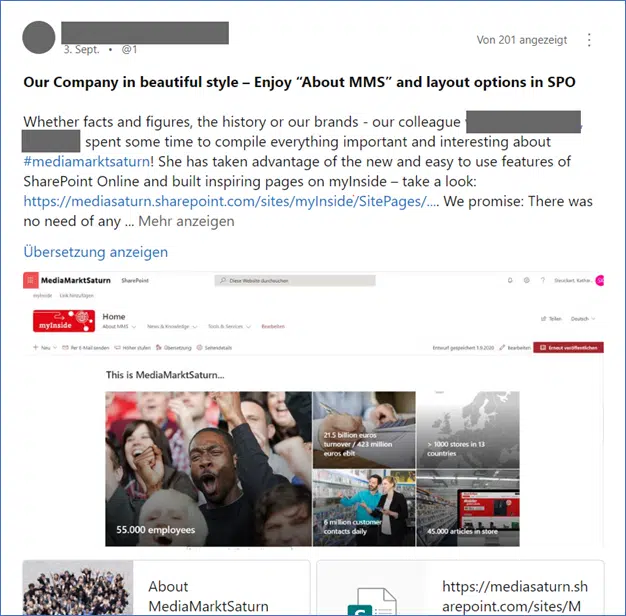 3. Sept. • @1
Von 201 angezeigt
Our Company in beautiful style – Enjoy “About MMS” and layout options in SPO
Whether facts and figures, the history or our brands - our colleague
spent some time to compile everything important and interesting about
#mediamarktsaturn! She has taken advantage of the new and easy to use features of
SharePoint Online and built inspiring pages on myInside – take a look:
https://mediasaturn.sharepoint.com/sites/myInside/SitePages/.... We promise: There was
no need of any ... Mehr anzeigen
Übersetzung anzeigen
MediaMarktSaturn SharePoint
Diese Website durchsuchen
myInside Link hinzufügen
myInside
Home
About MMS News & Knowledge Tools & Services Bearbeiten
Teilen Deutsch
+ Neu Per E-Mail senden Höher stufen Übersetzung Seitendetails
Entwurf gespeichert Bearbeiten Erneut veröffentlichen
This is MediaMarktSaturn...
55.000 employees
21.5 billion euros
turnover / 423 million
euros ebit
> 1000 stores in 13
countries
6 million customer
contacts daily
45.000 articles in store
About
MediaMarktSaturn
https://mediasaturn.sh
arepoint.com/sites/M
S